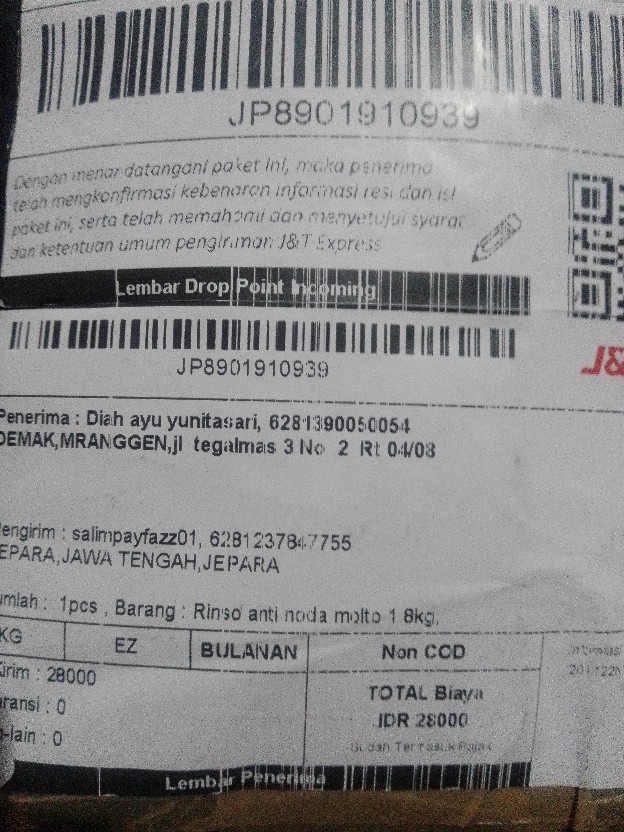 JP8901910939
Dengan menandatangani paket ini, maka penerima
telah mengkonfirmasi kebenaran informasi resi dan isi
paket ini, serta telah memahami dan menyetujui syarat
dan ketentuan umum pengiriman J&T Express
Lembar Drop Point Incoming
JP8901910939
J&
Penerima : Diah ayu yunitasari, 6281390050054
DEMAK,MRANGGEN,jl tegalmas 3 No 2 Rt 04/08
engirim : salimpayfazz01, 6281237847755
EPARA,JAWA TENGAH,JEPARA
umlah : 1pcs , Barang : Rinso anti noda molto 1 8kg,
KG EZ BULANAN Non COD
Kirim : 28000
uransi : 0
n-lain : 0
TOTAL Biaya
IDR 28000
Sudah Termasuk Pajak
Lembar Penerima